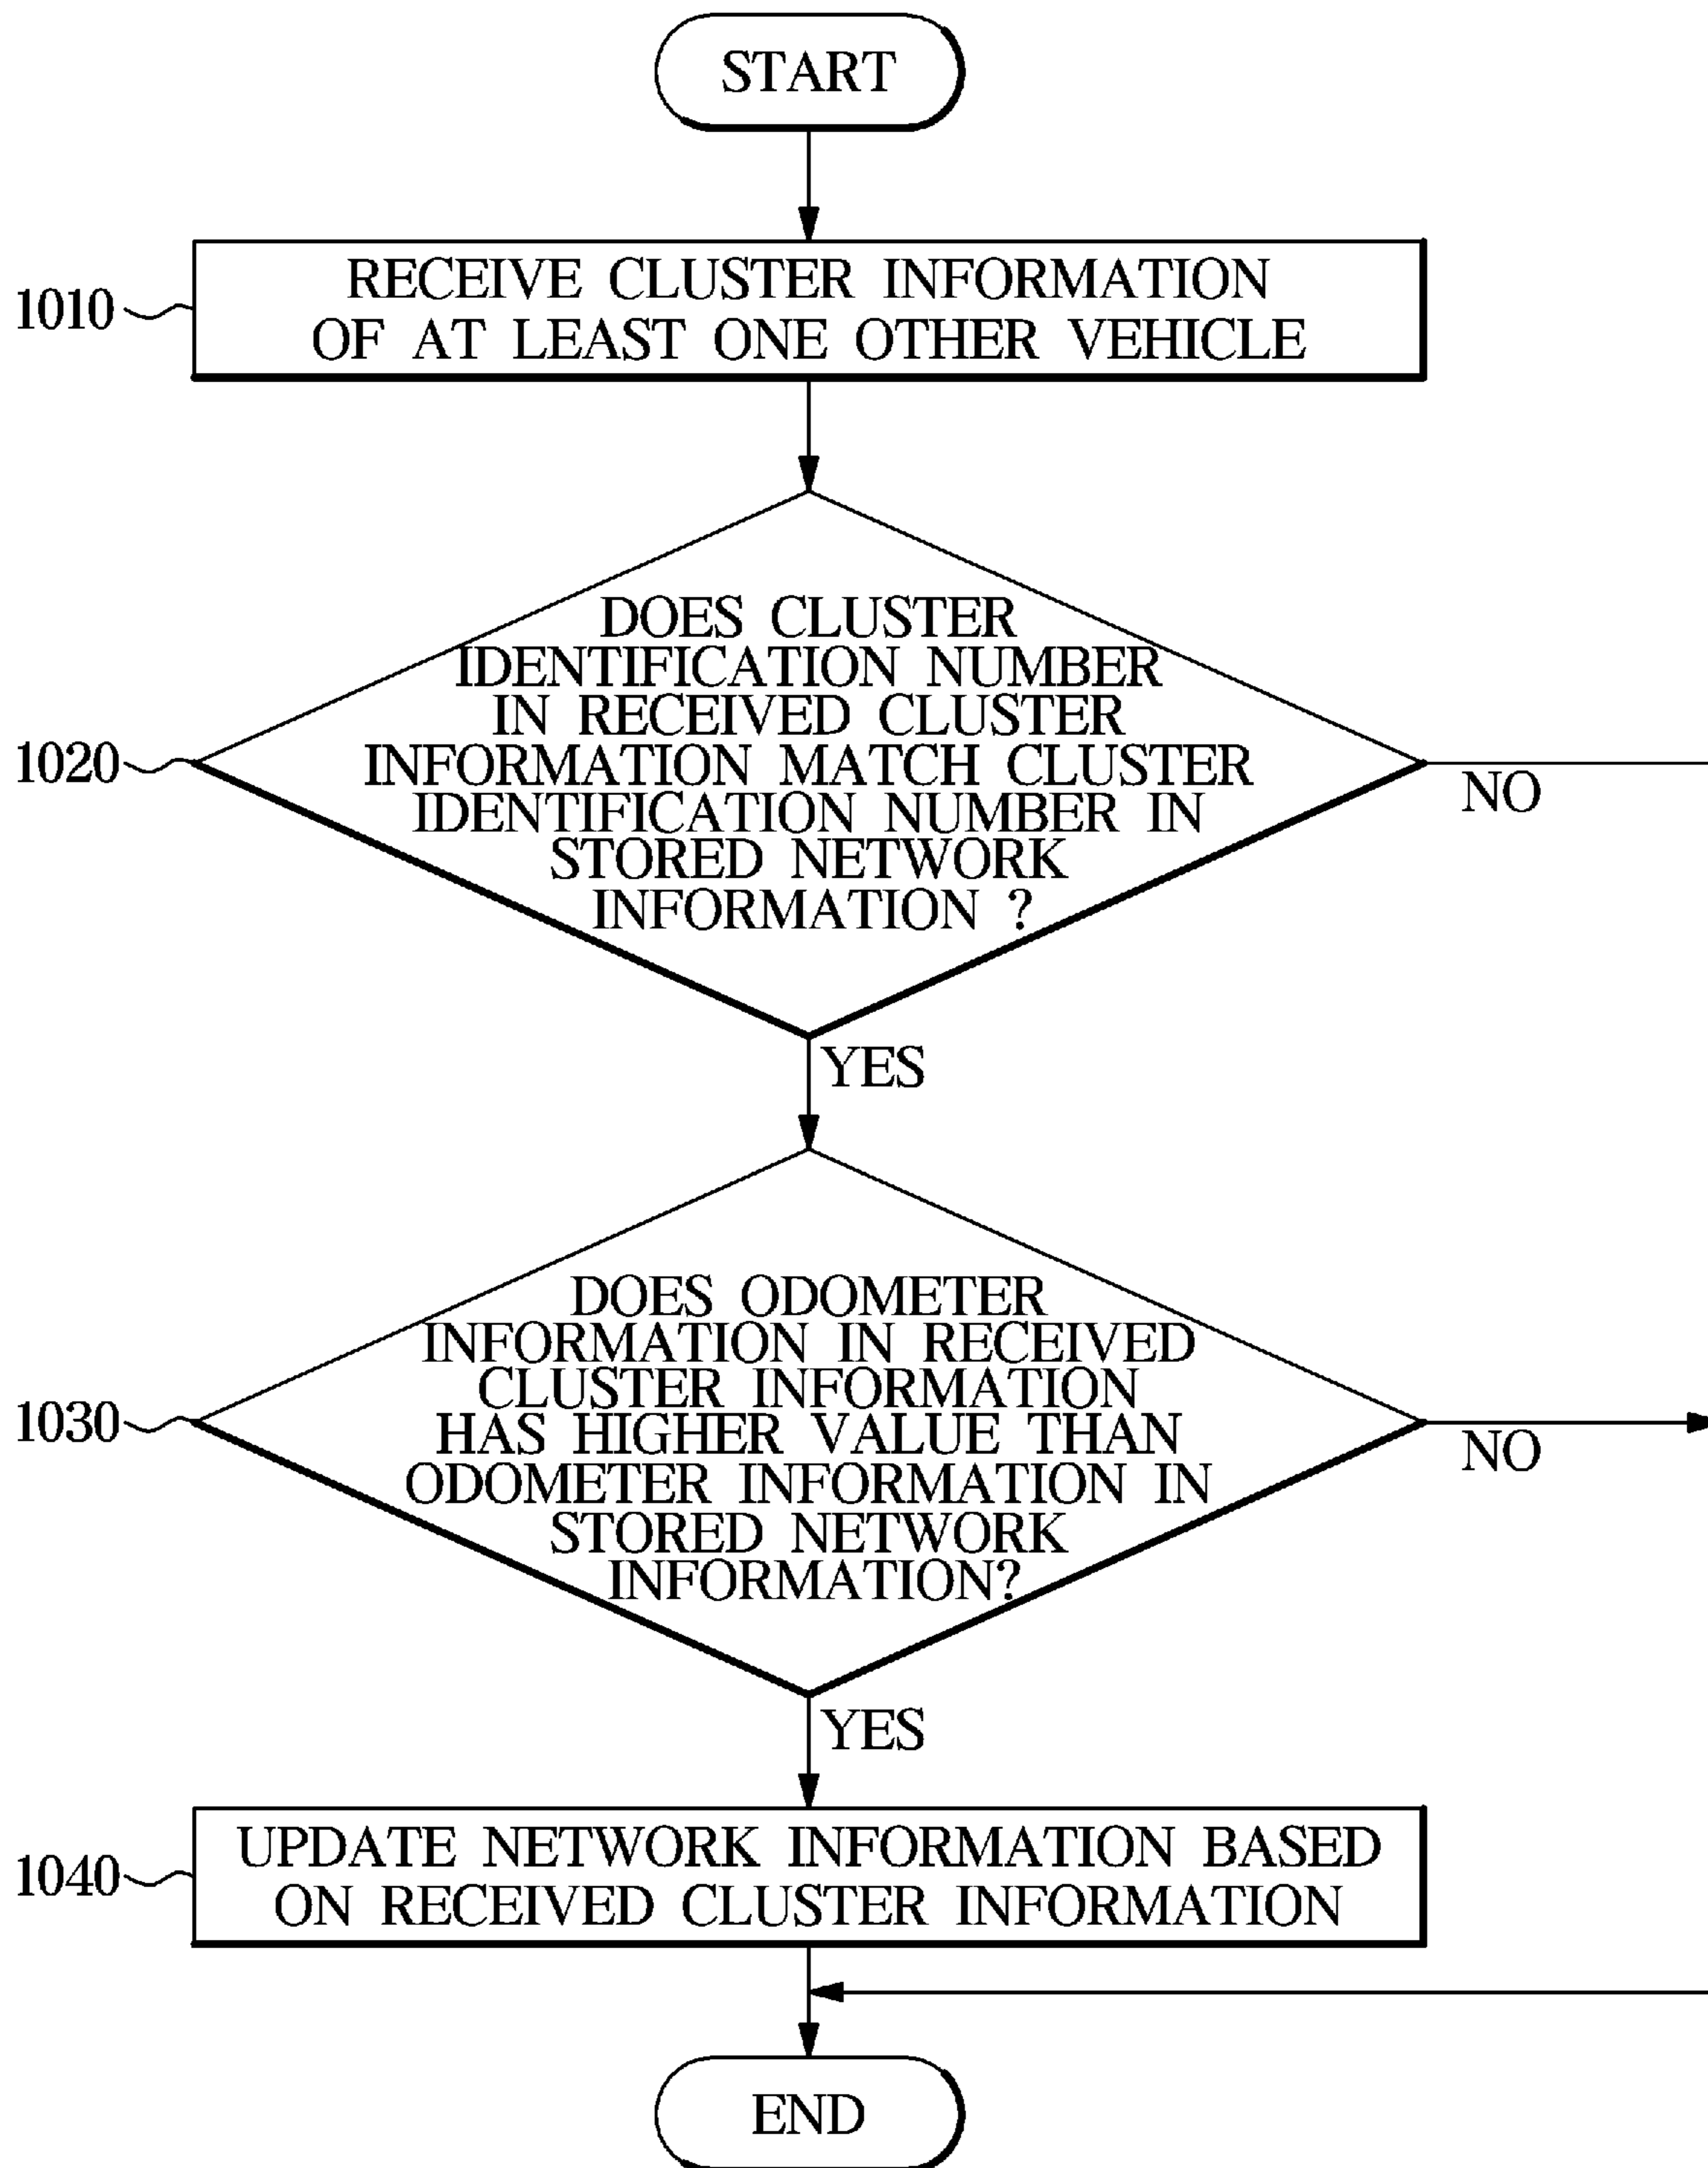 START
1010
RECEIVE CLUSTER INFORMATION
OF AT LEAST ONE OTHER VEHICLE
1020
DOES CLUSTER
IDENTIFICATION NUMBER
IN RECEIVED CLUSTER
INFORMATION MATCH CLUSTER
IDENTIFICATION NUMBER IN
STORED NETWORK
INFORMATION ?
NO
YES
1030
DOES ODOMETER
INFORMATION IN RECEIVED
CLUSTER INFORMATION
HAS HIGHER VALUE THAN
ODOMETER INFORMATION IN
STORED NETWORK
INFORMATION?
NO
YES
1040
UPDATE NETWORK INFORMATION BASED
ON RECEIVED CLUSTER INFORMATION
END